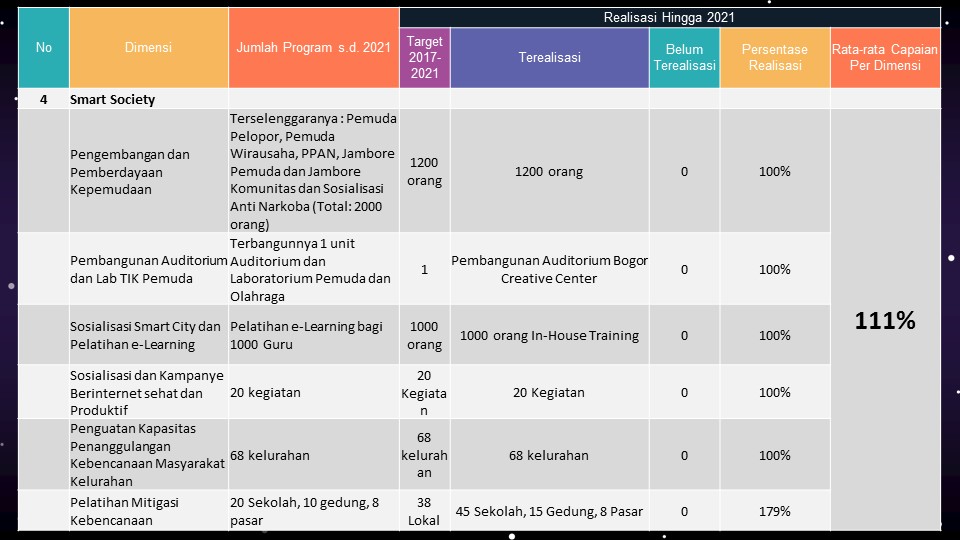 Realisasi Hingga 2021
No
Dimensi
Jumlah Program s.d. 2021
Target
2017-
2021
Terealisasi
Belum
Terealisasi
Persentase
Realisasi
Rata-rata Capaian
Per Dimensi
4
Smart Society
Pengembangan dan
Pemberdayaan
Kepemudaan
Terselenggaranya : Pemuda
Pelopor, Pemuda
Wirausaha, PPAN, Jambore
Pemuda dan Jambore
Komunitas dan Sosialisasi
Anti Narkoba (Total: 2000
orang)
1200
orang
1200 orang
0
100%
111%
Pembangunan Auditorium
dan Lab TIK Pemuda
Terbangunnya 1 unit
Auditorium dan
Laboratorium Pemuda dan
Olahraga
1
Pembangunan Auditorium Bogor
Creative Center
0
100%
Sosialisasi Smart City dan
Pelatihan e-Learning
Pelatihan e-Learning bagi
1000 Guru
1000
orang
1000 orang In-House Training
0
100%
Sosialisasi dan Kampanye
Berinternet sehat dan
Produktif
20 kegiatan
20
Kegiata
n
20 Kegiatan
0
100%
Penguatan Kapasitas
Penanggulangan
Kebencanaan Masyarakat
Kelurahan
68 kelurahan
68
kelurah
an
68 kelurahan
0
100%
Pelatihan Mitigasi
Kebencanaan
20 Sekolah, 10 gedung, 8
pasar
38
Lokal
45 Sekolah, 15 Gedung, 8 Pasar
0
179%